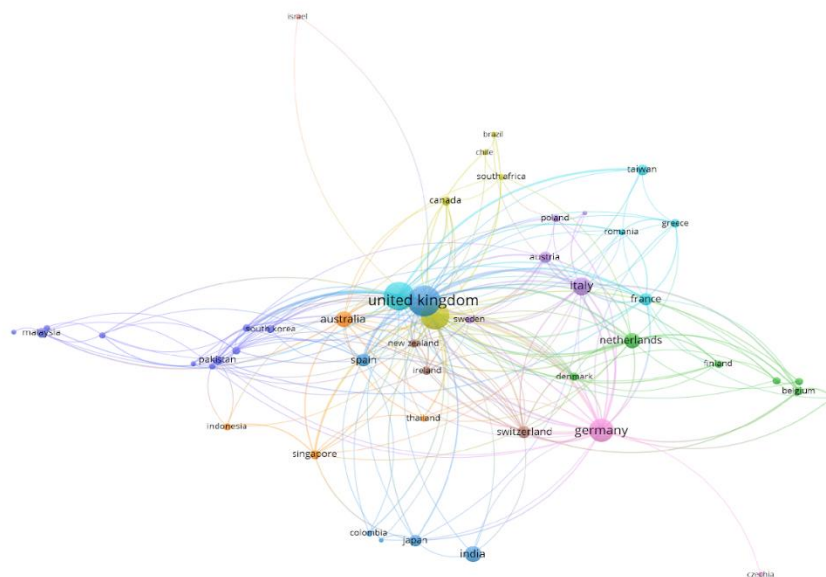 israel
brazil
chile
south africa
taiwan
canada
poland
greece
romania
austria
italy
united kingdom
france
australia
sweden
south korea
malaysia
new zealand
netherlands
pakistan
spain
ireland
denmark
finland
belgium
thailand
indonesia
switzerland
germany
singapore
colombia
japan
india
czechia